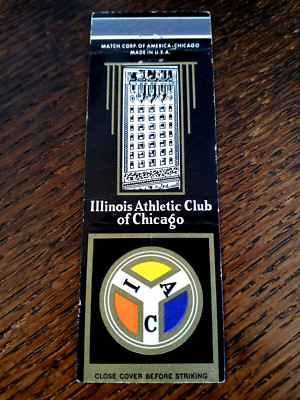 MATCH CORP. OF AMERICA-CHICAGO
MADE IN U.S.A.
Illinois Athletic Club
of Chicago
I A
C
CLOSE COVER BEFORE STRIKING